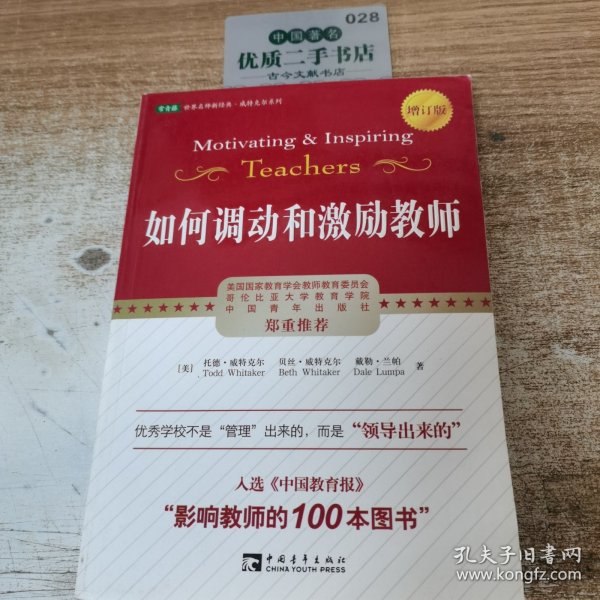 028
中国著名
优质二手书店
古今文献书店
常青藤 世界名师新经典·威特克尔系列
增订版
Motivating & Inspiring
Teachers
如何调动和激励教师
美国国家教育学会教师教育委员会
哥伦比亚大学教育学院
中国青年出版社
郑重推荐
[美] 托德·威特克尔 贝丝·威特克尔 戴勒·兰帕 著
Todd Whitaker Beth Whitaker Dale Lumpa
优秀学校不是“管理”出来的，而是“领导出来的”
入选《中国教育报》
“影响教师的100本图书”
中国青年出版社
CHINA YOUTH PRESS
孔夫子旧书网
www.kongfz.com